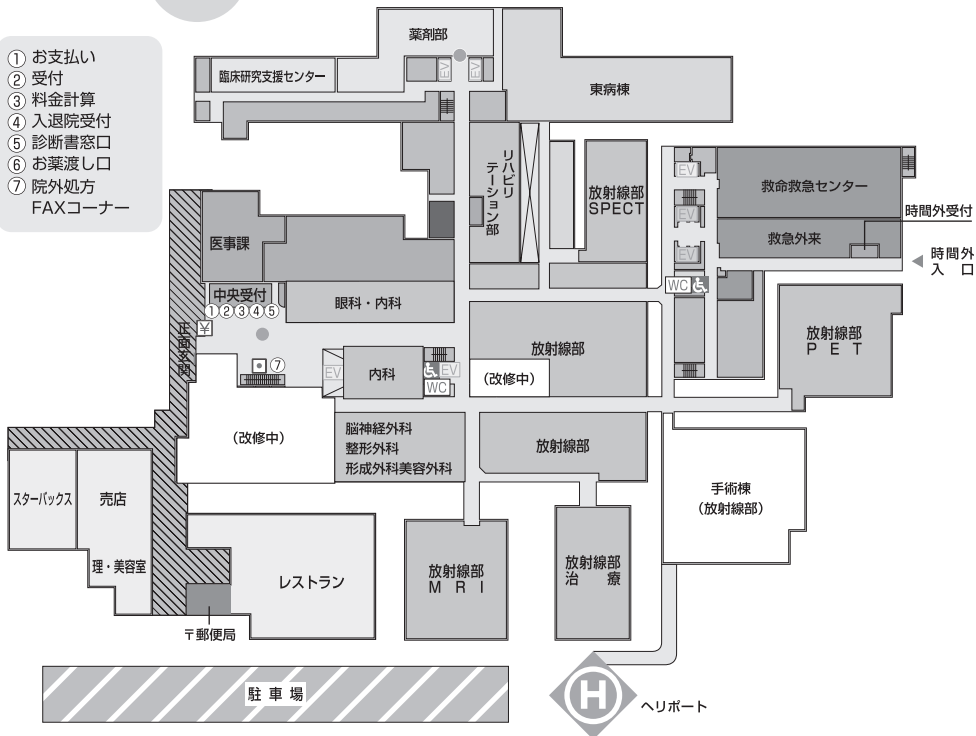 ① お支払い
② 受付
③ 料金計算
④ 入退院受付
⑤ 診断書窓口
⑥ お薬渡し口
⑦ 院外処方
FAXコーナー
薬剤部
臨床研究支援センター
EV
EV
東病棟
リハビリ
テーション部
放射線部
SPECT
EV
EV
EV
救命救急センター
救急外来
時間外受付
時間外
入口
WC
医事課
中央受付
①②③④⑤
眼科・内科
¥
正面玄関
⑦
EV
内科
EV
WC
放射線部
(改修中)
放射線部
PET
(改修中)
脳神経外科
整形外科
形成外科美容外科
放射線部
手術棟
(放射線部)
スターバックス
売店
理・美容室
レストラン
〒郵便局
放射線部
MRI
放射線部
治療
駐車場
H
ヘリポート